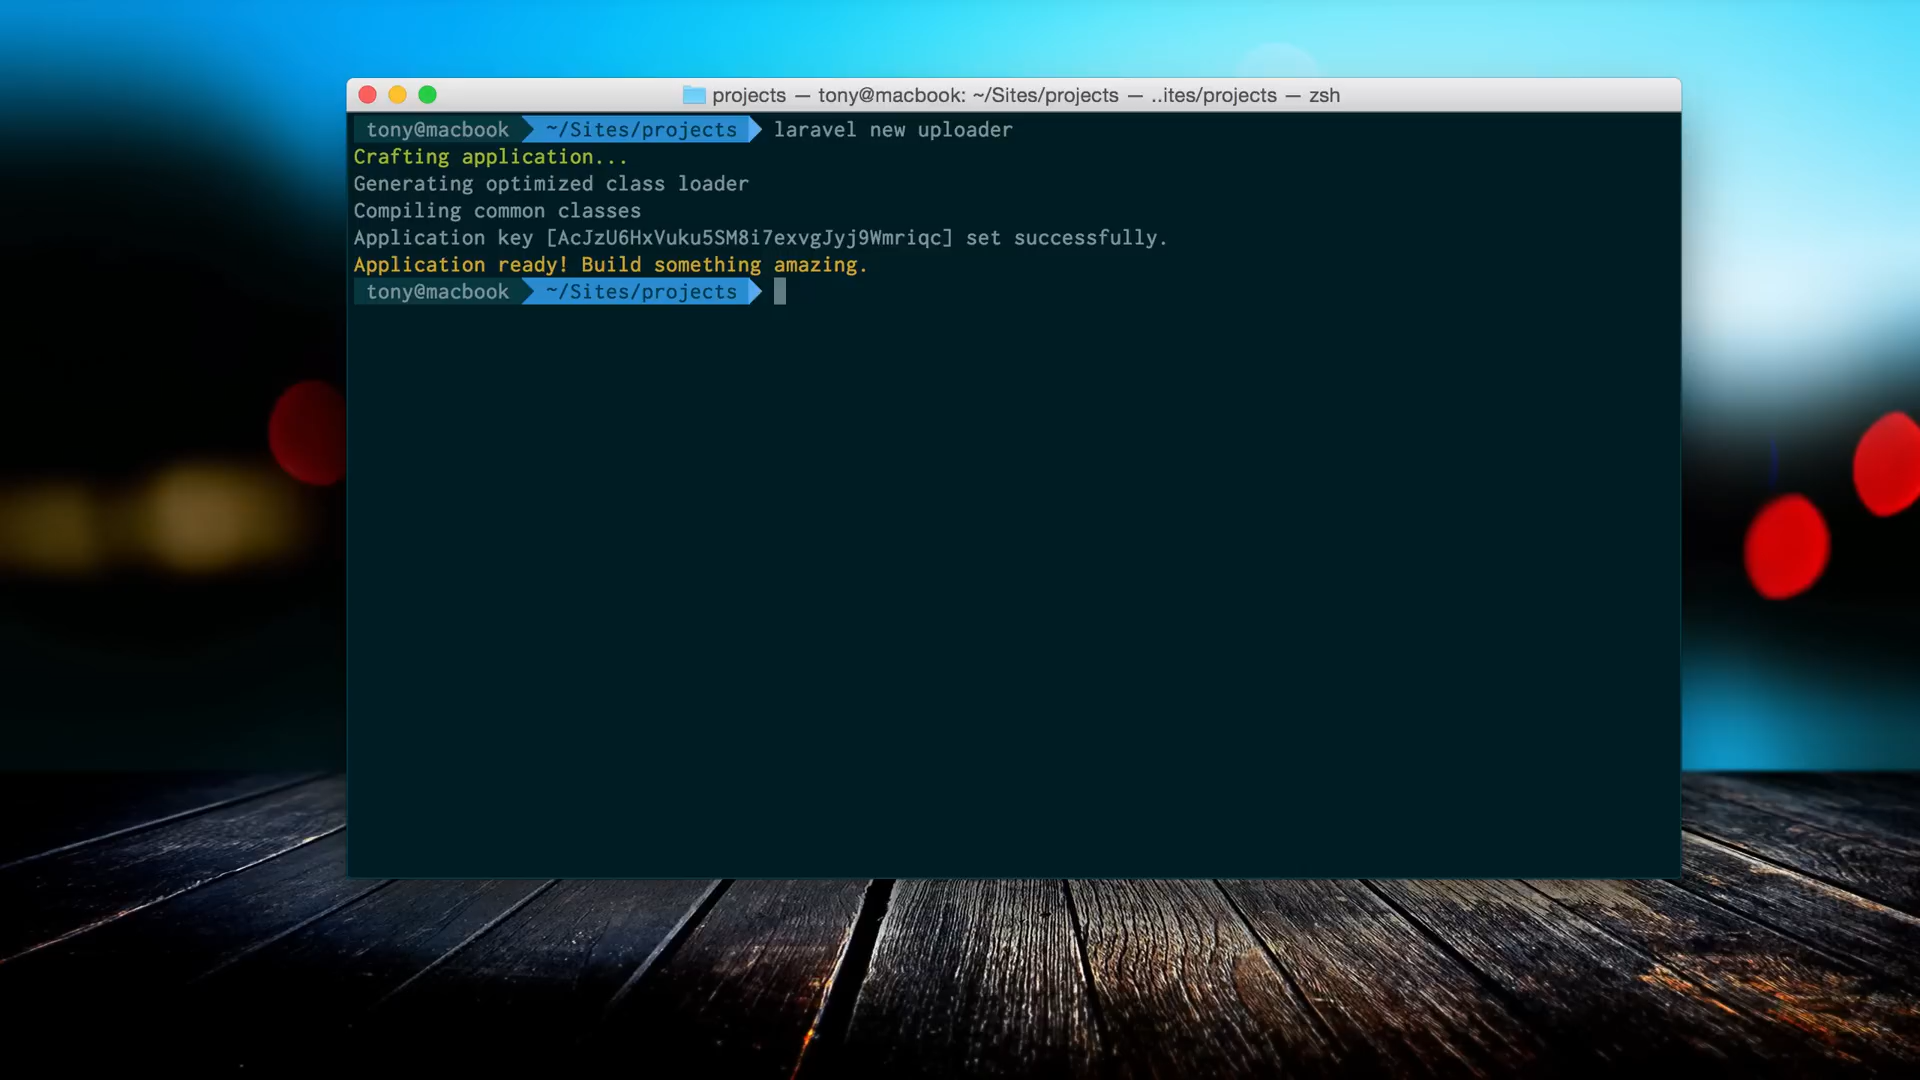 projects — tony@macbook: ~/Sites/projects — ..ites/projects — zsh
tony@macbook ~/Sites/projects laravel new uploader
Crafting application...
Generating optimized class loader
Compiling common classes
Application key [AcJzU6HxVuku5SM8i7exvgJyj9Wmriqc] set successfully.
Application ready! Build something amazing.
tony@macbook ~/Sites/projects